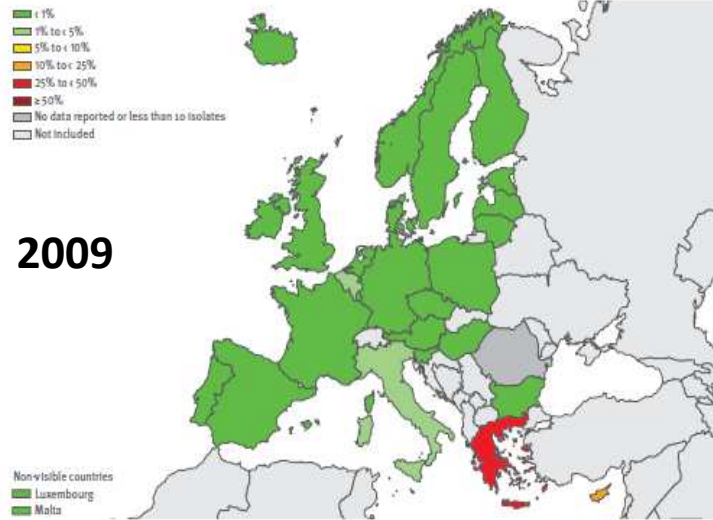 < 1%
1% to < 5%
5% to < 10%
10% to < 25%
25% to < 50%
≥ 50%
No data reported or less than 10 isolates
Not included
2009
Non-visible countries
Luxembourg
Malta